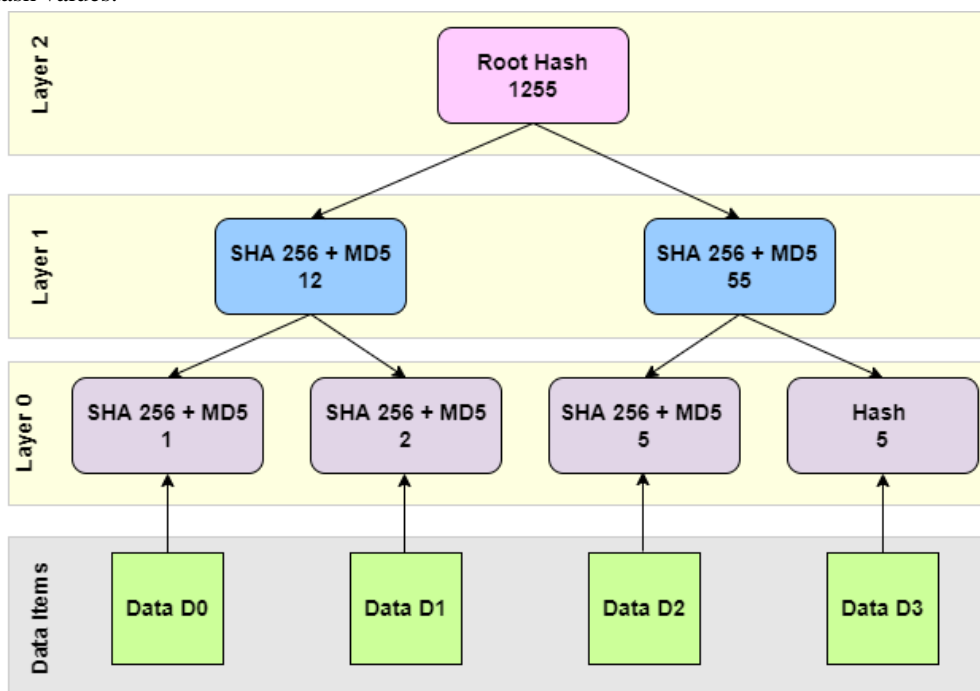 Layer 2
Root Hash
1255
Layer 1
SHA 256 + MD5
12
SHA 256 + MD5
55
Layer 0
SHA 256 + MD5
1
SHA 256 + MD5
2
SHA 256 + MD5
5
Hash
5
Data Items
Data D0
Data D1
Data D2
Data D3